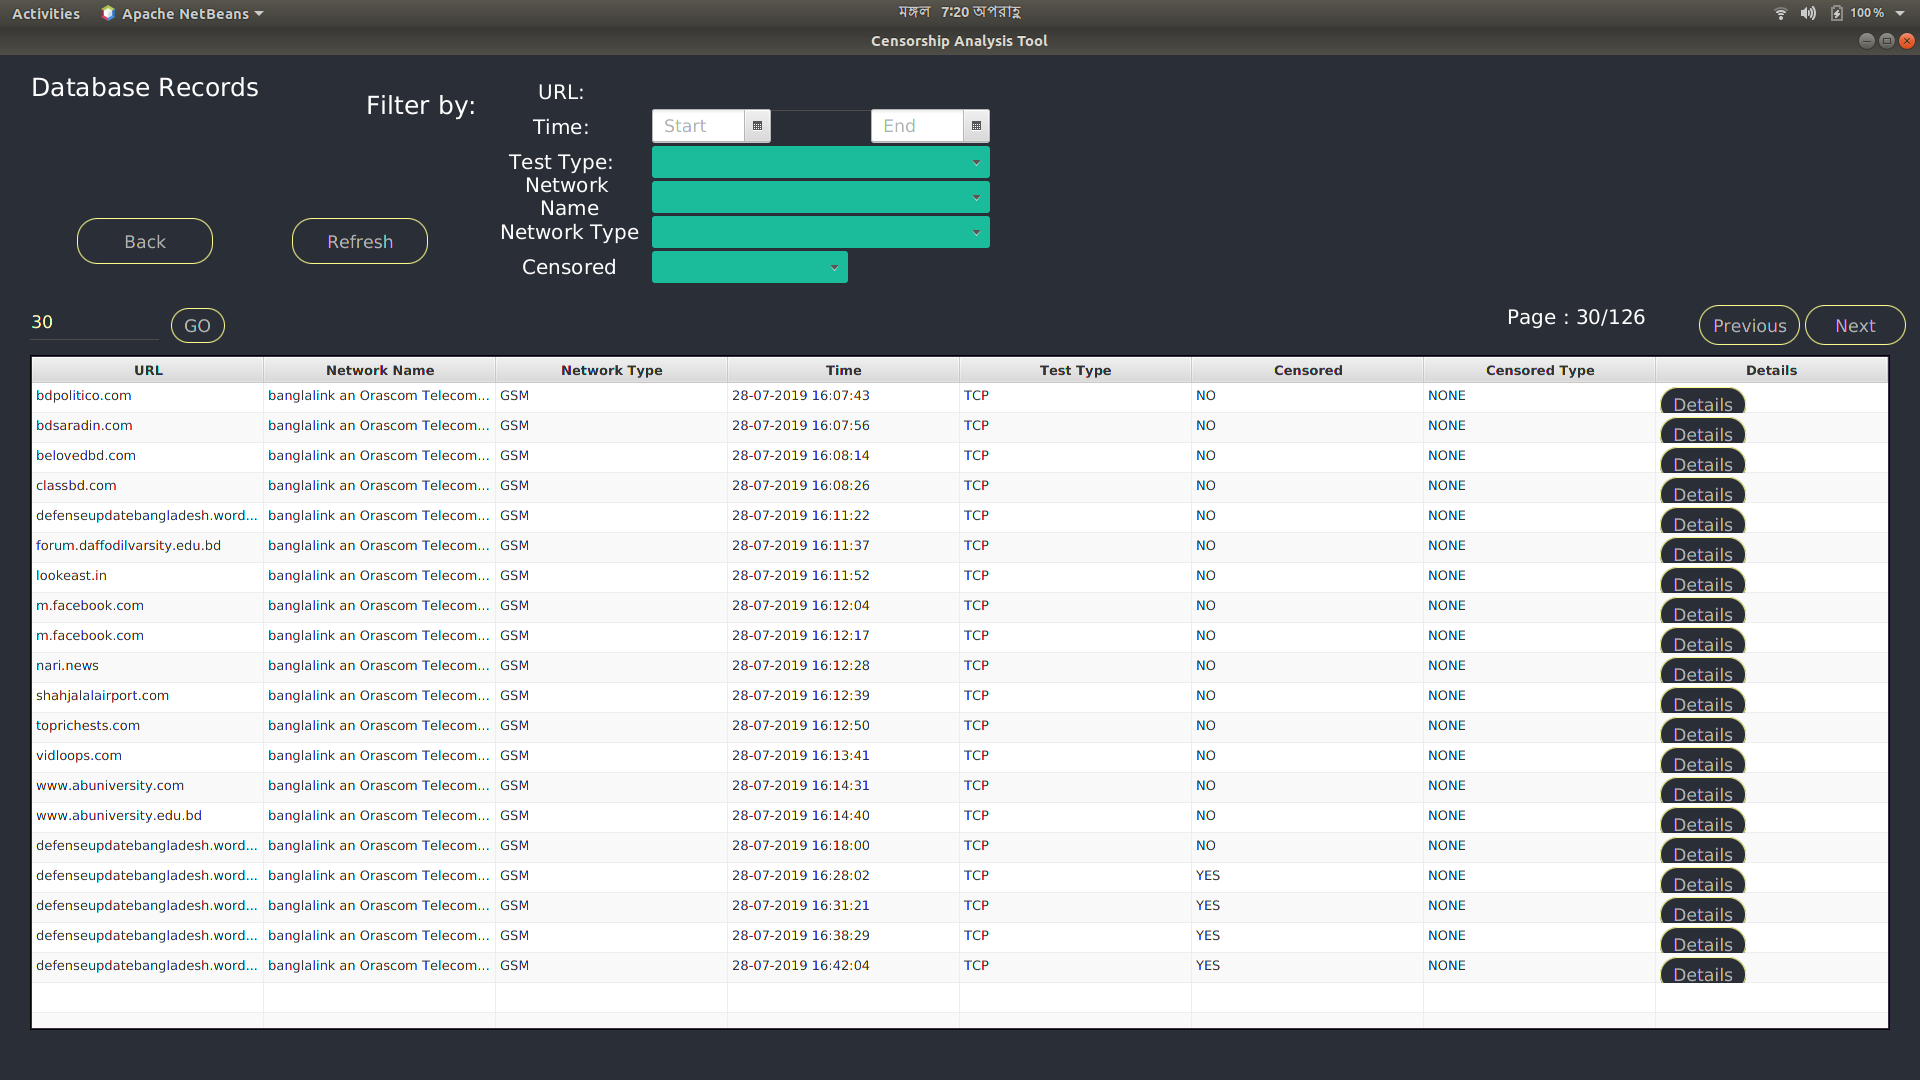 Activities Apache NetBeans মঙ্গল 7:20 অপরাহ্ণ 100 %
Censorship Analysis Tool
Database Records
Filter by:
URL:
Time: Start End
Test Type:
Network
Name
Network Type
Censored
Back Refresh
30 GO Page : 30/126 Previous Next
URL Network Name Network Type Time Test Type Censored Censored Type Details
bdpolitico.com banglalink an Orascom Telecom... GSM 28-07-2019 16:07:43 TCP NO NONE Details
bdsaradin.com banglalink an Orascom Telecom... GSM 28-07-2019 16:07:56 TCP NO NONE Details
belovedbd.com banglalink an Orascom Telecom... GSM 28-07-2019 16:08:14 TCP NO NONE Details
classbd.com banglalink an Orascom Telecom... GSM 28-07-2019 16:08:26 TCP NO NONE Details
defenseupdatebangladesh.word... banglalink an Orascom Telecom... GSM 28-07-2019 16:11:22 TCP NO NONE Details
forum.daffodilvarsity.edu.bd banglalink an Orascom Telecom... GSM 28-07-2019 16:11:37 TCP NO NONE Details
lookeast.in banglalink an Orascom Telecom... GSM 28-07-2019 16:11:52 TCP NO NONE Details
m.facebook.com banglalink an Orascom Telecom... GSM 28-07-2019 16:12:04 TCP NO NONE Details
m.facebook.com banglalink an Orascom Telecom... GSM 28-07-2019 16:12:17 TCP NO NONE Details
nari.news banglalink an Orascom Telecom... GSM 28-07-2019 16:12:28 TCP NO NONE Details
shahjalalairport.com banglalink an Orascom Telecom... GSM 28-07-2019 16:12:39 TCP NO NONE Details
toprichests.com banglalink an Orascom Telecom... GSM 28-07-2019 16:12:50 TCP NO NONE Details
vidloops.com banglalink an Orascom Telecom... GSM 28-07-2019 16:13:41 TCP NO NONE Details
www.abuniversity.com banglalink an Orascom Telecom... GSM 28-07-2019 16:14:31 TCP NO NONE Details
www.abuniversity.edu.bd banglalink an Orascom Telecom... GSM 28-07-2019 16:14:40 TCP NO NONE Details
defenseupdatebangladesh.word... banglalink an Orascom Telecom... GSM 28-07-2019 16:18:00 TCP NO NONE Details
defenseupdatebangladesh.word... banglalink an Orascom Telecom... GSM 28-07-2019 16:28:02 TCP YES NONE Details
defenseupdatebangladesh.word... banglalink an Orascom Telecom... GSM 28-07-2019 16:31:21 TCP YES NONE Details
defenseupdatebangladesh.word... banglalink an Orascom Telecom... GSM 28-07-2019 16:38:29 TCP YES NONE Details
defenseupdatebangladesh.word... banglalink an Orascom Telecom... GSM 28-07-2019 16:42:04 TCP YES NONE Details